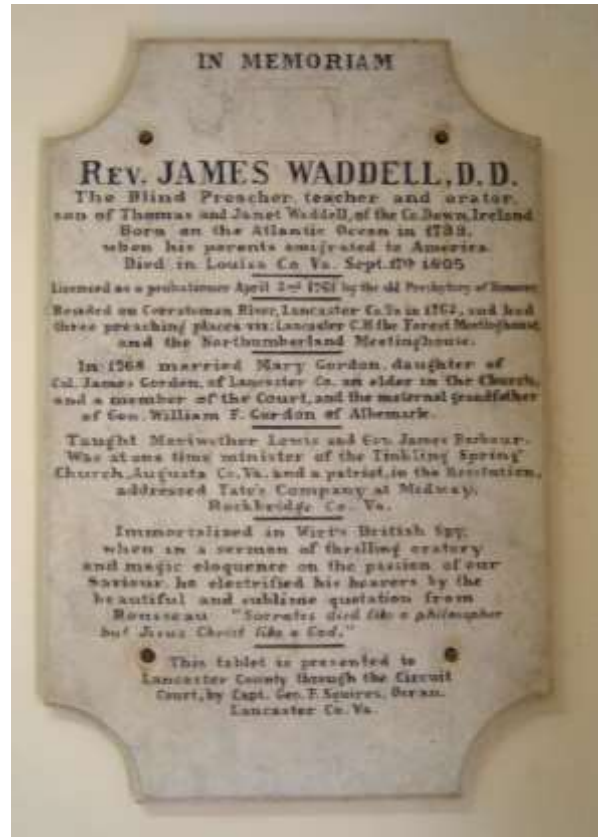 IN MEMORIAM
REV. JAMES WADDELL, D.D.
The Blind Preacher, teacher and orator,
son of Thomas and Janet Waddell, of the Co. Down, Ireland
Born on the Atlantic Ocean in 1739,
when his parents emigrated to America.
Died in Louisa Co Va. Sept. 17th 1805
Licensed as a probationer April 2nd 1761 by the old Presbytery of Hanover
Resided on Corrotoman River, Lancaster Co. Va in 1762, and had
three preaching places viz: Lancaster C.H. the Forest Meetinghouse,
and the Northumberland Meetinghouse.
In 1768 married Mary Gordon, daughter of
Col. James Gordon, of Lancaster Co. an elder in the Church,
and a member of the Court, and the maternal grandfather
of Gen. William F. Gordon of Albemarle.
Taught Meriwether Lewis and Gov. James Barbour.
Was at one time minister of the Tinkling Spring
Church, Augusta Co. Va. and a patriot, in the Revolution,
addressed Tate's Company at Midway,
Rockbridge Co. Va.
Immortalized in Wirt's British Spy,
when in a sermon of thrilling oratory
and magic eloquence on the passion of our
Saviour, he electrified his hearers by the
beautiful and sublime quotation from
Rousseau "Socrates died like a philosopher
but Jesus Christ like a God."
This tablet is presented to
Lancaster County through the Circuit
Court, by Capt. Geo. F. Squires, Ocran,
Lancaster Co. Va.